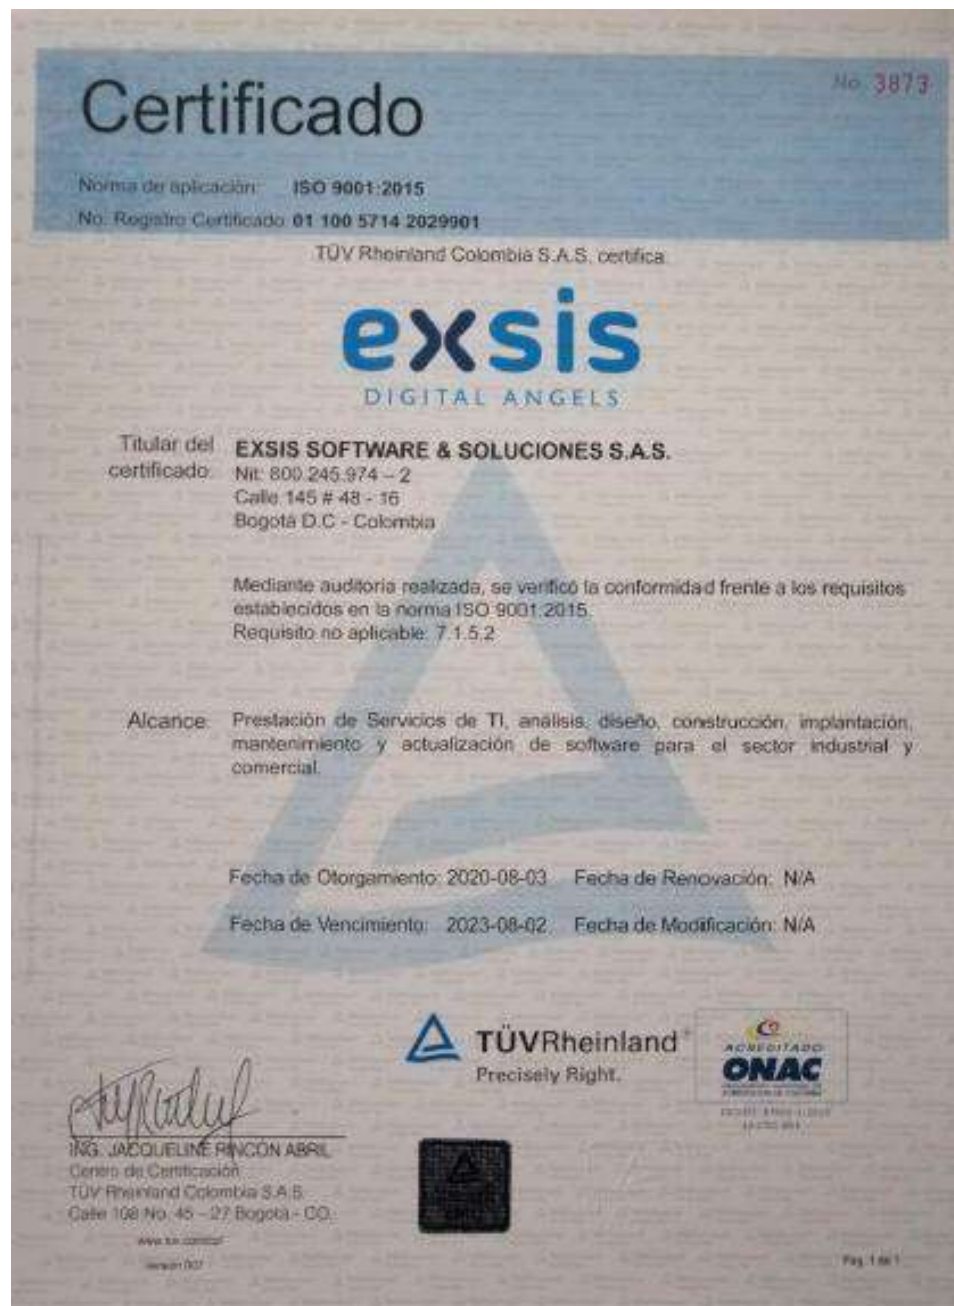 No. 3873
Certificado
Norma de aplicación: ISO 9001:2015
No. Registro Certificado 01 100 5714 2029901
TÜV Rheinland Colombia S.A.S. certifica:
exsis
DIGITAL ANGELS
Titular del certificado: EXSIS SOFTWARE & SOLUCIONES S.A.S.
Nit: 800.245.974 – 2
Calle 145 # 48 - 16
Bogotá D.C - Colombia
Mediante auditoria realizada, se verificó la conformidad frente a los requisitos
establecidos en la norma ISO 9001:2015.
Requisito no aplicable: 7.1.5.2
Alcance: Prestación de Servicios de TI, análisis, diseño, construcción, implantación,
mantenimiento y actualización de software para el sector industrial y
comercial.
Fecha de Otorgamiento: 2020-08-03 Fecha de Renovación: N/A
Fecha de Vencimiento: 2023-08-02 Fecha de Modificación: N/A
TÜVRheinland®
Precisely Right.
ACREDITADO
ONAC
ING. JACQUELINE RINCÓN ABRIL
Centro de Certificación
TÜV Rheinland Colombia S.A.S.
Calle 108 No. 45 – 27 Bogotá - CO.
Pág. 1 de 1